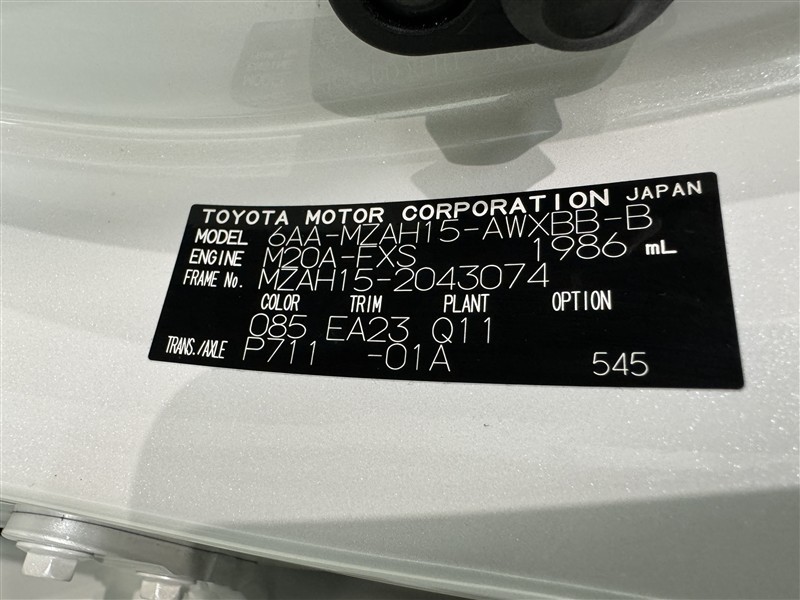 TOYOTA MOTOR CORPORATION JAPAN
MODEL 6AA-MZAH15-AWXBB-B
ENGINE M20A-FXS 1986 mL
FRAME No. MZAH15-2043074
COLOR TRIM PLANT OPTION
085 EA23 Q11
TRANS./AXLE P711 -01A 545